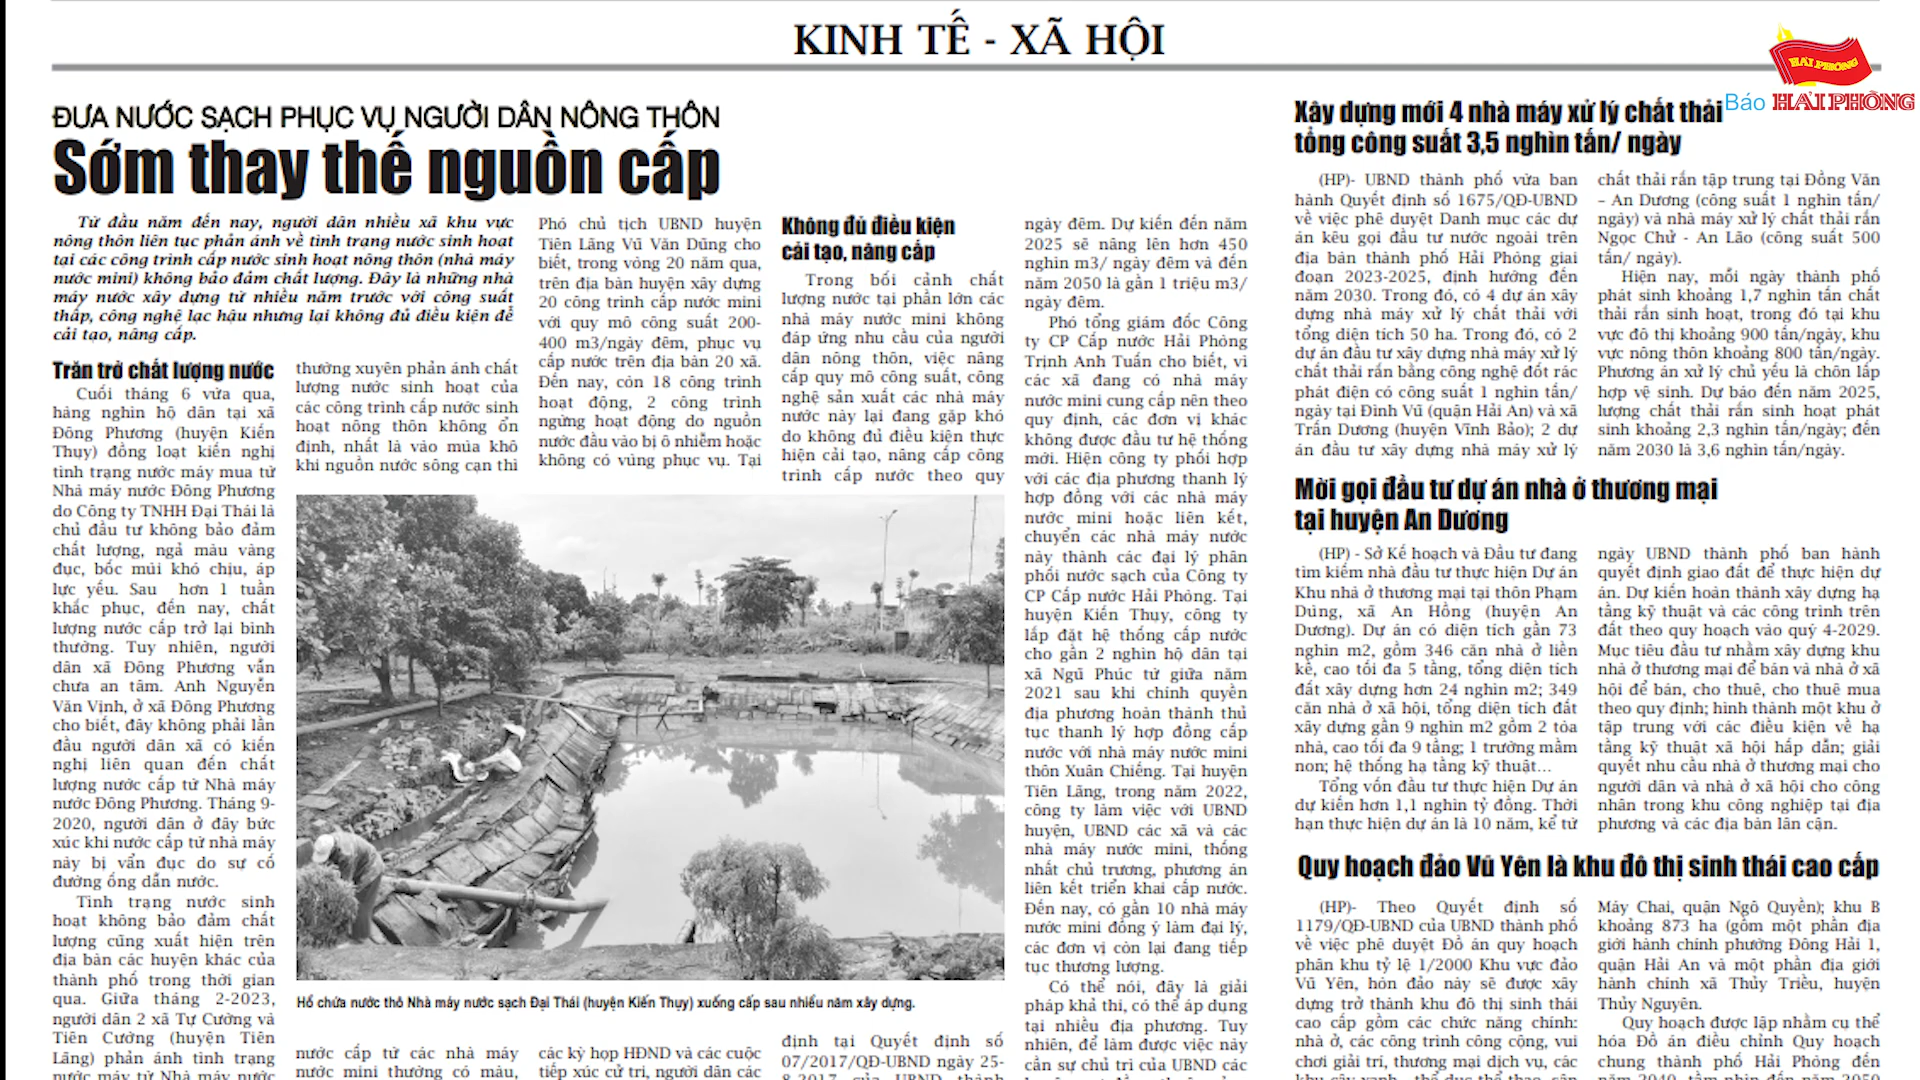 KINH TẾ - XÃ HỘI
HẢI PHÒNG
Báo HẢI PHÒNG
ĐƯA NƯỚC SẠCH PHỤC VỤ NGƯỜI DÂN NÔNG THÔN
Sớm thay thế nguồn cấp
Từ đầu năm đến nay, người dân nhiều xã khu vực
nông thôn liên tục phản ánh về tình trạng nước sinh hoạt
tại các công trình cấp nước sinh hoạt nông thôn (nhà máy
nước mini) không bảo đảm chất lượng. Đây là những nhà
máy nước xây dựng từ nhiều năm trước với công suất
thấp, công nghệ lạc hậu nhưng lại không đủ điều kiện để
cải tạo, nâng cấp.
Trăn trở chất lượng nước
Cuối tháng 6 vừa qua,
hàng nghìn hộ dân tại xã
Đông Phương (huyện Kiến
Thụy) đồng loạt kiến nghị
tình trạng nước máy mua từ
Nhà máy nước Đông Phương
do Công ty TNHH Đại Thái là
chủ đầu tư không bảo đảm
chất lượng, ngả màu vàng
đục, bốc mùi khó chịu, áp
lực yếu. Sau hơn 1 tuần
khắc phục, đến nay, chất
lượng nước cấp trở lại bình
thường. Tuy nhiên, người
dân xã Đông Phương vẫn
chưa an tâm. Anh Nguyễn
Văn Vịnh, ở xã Đông Phương
cho biết, đây không phải lần
đầu người dân xã có kiến
nghị liên quan đến chất
lượng nước cấp từ Nhà máy
nước Đông Phương. Tháng 9-
2020, người dân ở đây bức
xúc khi nước cấp từ nhà máy
này bị vẩn đục do sự cố
đường ống dẫn nước.
Tình trạng nước sinh
hoạt không bảo đảm chất
lượng cũng xuất hiện trên
địa bàn các huyện khác của
thành phố trong thời gian
qua. Giữa tháng 2-2023,
người dân 2 xã Tự Cường và
Tiên Cường (huyện Tiên
Lãng) phản ánh tình trạng
nước máy từ Nhà máy nước
thường xuyên phản ánh chất
lượng nước sinh hoạt của
các công trình cấp nước sinh
hoạt nông thôn không ổn
định, nhất là vào mùa khô
khi nguồn nước sông cạn thì
Phó chủ tịch UBND huyện
Tiên Lãng Vũ Văn Dũng cho
biết, trong vòng 20 năm qua,
trên địa bàn huyện xây dựng
20 công trình cấp nước mini
với quy mô công suất 200-
400 m3/ngày đêm, phục vụ
cấp nước trên địa bàn 20 xã.
Đến nay, còn 18 công trình
hoạt động, 2 công trình
ngừng hoạt động do nguồn
nước đầu vào bị ô nhiễm hoặc
không có vùng phục vụ. Tại
Không đủ điều kiện
cải tạo, nâng cấp
Trong bối cảnh chất
lượng nước tại phần lớn các
nhà máy nước mini không
đáp ứng nhu cầu của người
dân nông thôn, việc nâng
cấp quy mô công suất, công
nghệ sản xuất các nhà máy
nước này lại đang gặp khó
do không đủ điều kiện thực
hiện cải tạo, nâng cấp công
trình cấp nước theo quy
Hồ chứa nước thô Nhà máy nước sạch Đại Thái (huyện Kiến Thụy) xuống cấp sau nhiều năm xây dựng.
nước cấp từ các nhà máy
nước mini thường có màu,
các kỳ họp HĐND và các cuộc
tiếp xúc cử tri, người dân các
định tại Quyết định số
07/2017/QĐ-UBND ngày 25-
8-2017 của UBND thành
ngày đêm. Dự kiến đến năm
2025 sẽ nâng lên hơn 450
nghìn m3/ ngày đêm và đến
năm 2050 là gần 1 triệu m3/
ngày đêm.
Phó tổng giám đốc Công
ty CP Cấp nước Hải Phòng
Trịnh Anh Tuấn cho biết, vì
các xã đang có nhà máy
nước mini cung cấp nên theo
quy định, các đơn vị khác
không được đầu tư hệ thống
mới. Hiện công ty phối hợp
với các địa phương thanh lý
hợp đồng với các nhà máy
nước mini hoặc liên kết,
chuyển các nhà máy nước
này thành các đại lý phân
phối nước sạch của Công ty
CP Cấp nước Hải Phòng. Tại
huyện Kiến Thụy, công ty
lắp đặt hệ thống cấp nước
cho gần 2 nghìn hộ dân tại
xã Ngũ Phúc từ giữa năm
2021 sau khi chính quyền
địa phương hoàn thành thủ
tục thanh lý hợp đồng cấp
nước với nhà máy nước mini
thôn Xuân Chiếng. Tại huyện
Tiên Lãng, trong năm 2022,
công ty làm việc với UBND
huyện, UBND các xã và các
nhà máy nước mini, thống
nhất chủ trương, phương án
liên kết triển khai cấp nước.
Đến nay, có gần 10 nhà máy
nước mini đồng ý làm đại lý,
các đơn vị còn lại đang tiếp
tục thương lượng.
Có thể nói, đây là giải
pháp khả thi, có thể áp dụng
tại nhiều địa phương. Tuy
nhiên, để làm được việc này
cần sự chủ trì của UBND các
Xây dựng mới 4 nhà máy xử lý chất thải
tổng công suất 3,5 nghìn tấn/ ngày
(HP)- UBND thành phố vừa ban
hành Quyết định số 1675/QĐ-UBND
về việc phê duyệt Danh mục các dự
án kêu gọi đầu tư nước ngoài trên
địa bàn thành phố Hải Phòng giai
đoạn 2023-2025, định hướng đến
năm 2030. Trong đó, có 4 dự án xây
dựng nhà máy xử lý chất thải với
tổng diện tích 50 ha. Trong đó, có 2
dự án đầu tư xây dựng nhà máy xử lý
chất thải rắn bằng công nghệ đốt rác
phát điện có công suất 1 nghìn tấn/
ngày tại Đình Vũ (quận Hải An) và xã
Trấn Dương (huyện Vĩnh Bảo); 2 dự
án đầu tư xây dựng nhà máy xử lý
chất thải rắn tập trung tại Đồng Văn
– An Dương (công suất 1 nghìn tấn/
ngày) và nhà máy xử lý chất thải rắn
Ngọc Chử - An Lão (công suất 500
tấn/ ngày).
Hiện nay, mỗi ngày thành phố
phát sinh khoảng 1,7 nghìn tấn chất
thải rắn sinh hoạt, trong đó tại khu
vực đô thị khoảng 900 tấn/ngày, khu
vực nông thôn khoảng 800 tấn/ngày.
Phương án xử lý chủ yếu là chôn lấp
hợp vệ sinh. Dự báo đến năm 2025,
lượng chất thải rắn sinh hoạt phát
sinh khoảng 2,3 nghìn tấn/ngày; đến
năm 2030 là 3,6 nghìn tấn/ngày.
Mời gọi đầu tư dự án nhà ở thương mại
tại huyện An Dương
(HP) - Sở Kế hoạch và Đầu tư đang
tìm kiếm nhà đầu tư thực hiện Dự án
Khu nhà ở thương mại tại thôn Phạm
Dùng, xã An Hồng (huyện An
Dương). Dự án có diện tích gần 73
nghìn m2, gồm 346 căn nhà ở liền
kề, cao tối đa 5 tầng, tổng diện tích
đất xây dựng hơn 24 nghìn m2; 349
căn nhà ở xã hội, tổng diện tích đất
xây dựng gần 9 nghìn m2 gồm 2 tòa
nhà, cao tối đa 9 tầng; 1 trường mầm
non; hệ thống hạ tầng kỹ thuật...
Tổng vốn đầu tư thực hiện Dự án
dự kiến hơn 1,1 nghìn tỷ đồng. Thời
hạn thực hiện dự án là 10 năm, kể từ
ngày UBND thành phố ban hành
quyết định giao đất để thực hiện dự
án. Dự kiến hoàn thành xây dựng hạ
tầng kỹ thuật và các công trình trên
đất theo quy hoạch vào quý 4-2029.
Mục tiêu đầu tư nhằm xây dựng khu
nhà ở thương mại để bán và nhà ở xã
hội để bán, cho thuê, cho thuê mua
theo quy định; hình thành một khu ở
tập trung với các điều kiện về hạ
tầng kỹ thuật xã hội hấp dẫn; giải
quyết nhu cầu nhà ở thương mại cho
người dân và nhà ở xã hội cho công
nhân trong khu công nghiệp tại địa
phương và các địa bàn lân cận.
Quy hoạch đảo Vũ Yên là khu đô thị sinh thái cao cấp
(HP)- Theo Quyết định số
1179/QĐ-UBND của UBND thành phố
về việc phê duyệt Đồ án quy hoạch
phân khu tỷ lệ 1/2000 Khu vực đảo
Vũ Yên, hòn đảo này sẽ được xây
dựng trở thành khu đô thị sinh thái
cao cấp gồm các chức năng chính:
nhà ở, các công trình công cộng, vui
chơi giải trí, thương mại dịch vụ, các
khu cây xanh - thể dục thể thao, sân
Máy Chai, quận Ngô Quyền); khu B
khoảng 873 ha (gồm một phần địa
giới hành chính phường Đông Hải 1,
quận Hải An và một phần địa giới
hành chính xã Thủy Triều, huyện
Thủy Nguyên.
Quy hoạch được lập nhằm cụ thể
hóa Đồ án điều chỉnh Quy hoạch
chung thành phố Hải Phòng đến
năm 2040, tầm nhìn đến năm 2050